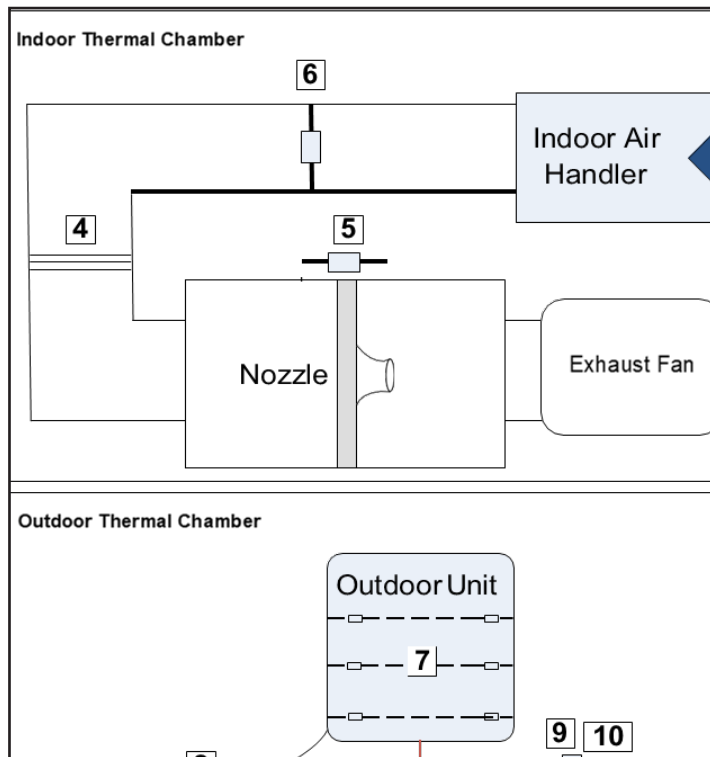 Indoor Thermal Chamber
6
Indoor Air
Handler
4
5
Nozzle
Exhaust Fan
Outdoor Thermal Chamber
Outdoor Unit
7
9 10